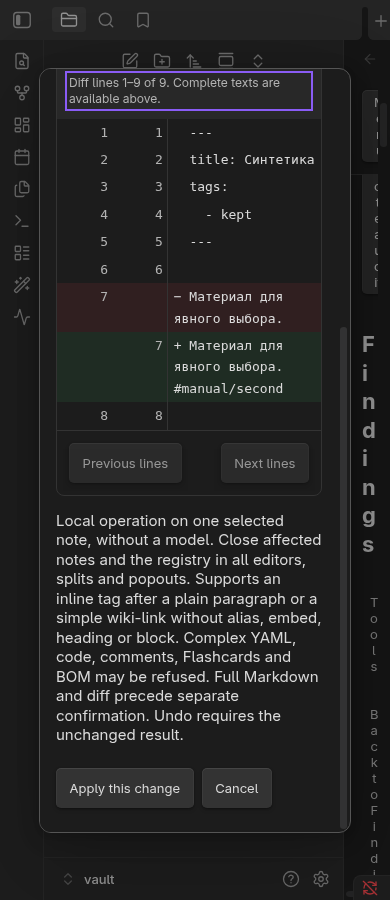 Diff lines 1–9 of 9. Complete texts are
available above.
1 1 ---
2 2 title: Синтетика
3 3 tags:
4 4 - kept
5 5 ---
6 6
7 − Материал для
явного выбора.
7 + Материал для
явного выбора.
#manual/second
8 8
Previous lines Next lines
Local operation on one selected
note, without a model. Close affected
notes and the registry in all editors,
splits and popouts. Supports an
inline tag after a plain paragraph or a
simple wiki-link without alias, embed,
heading or block. Complex YAML,
code, comments, Flashcards and
BOM may be refused. Full Markdown
and diff precede separate
confirmation. Undo requires the
unchanged result.
Apply this change Cancel
vault
F
i
n
d
i
n
g
s
T
o
o
l
s
B
a
c
k
t
o
F
i
n
d
i